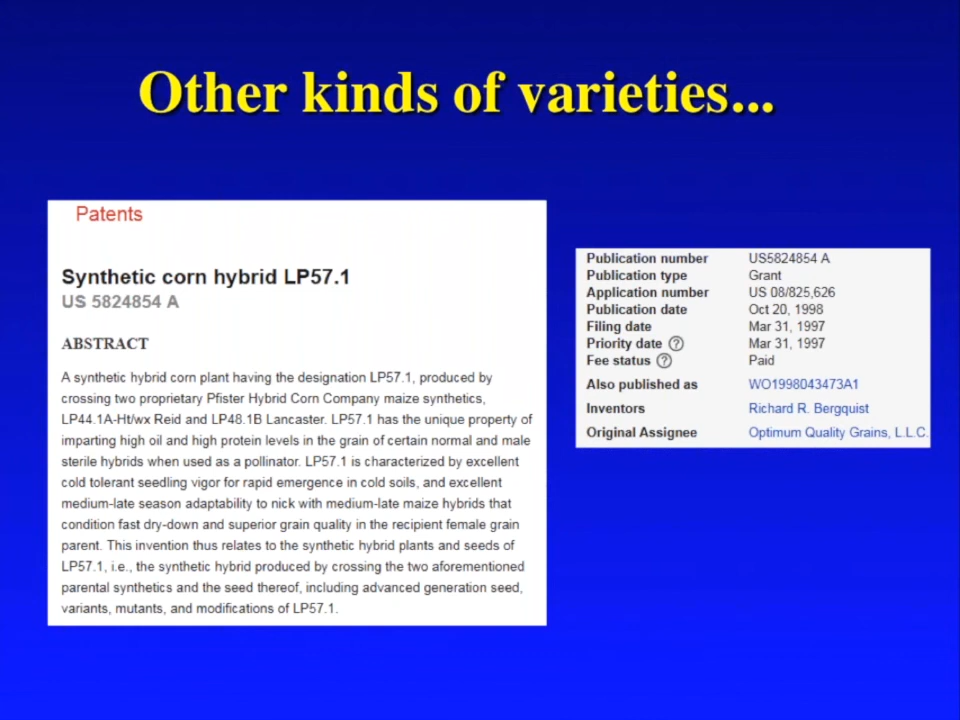 Other kinds of varieties...
Patents
Synthetic corn hybrid LP57.1
US 5824854 A
ABSTRACT
A synthetic hybrid corn plant having the designation LP57.1, produced by
crossing two proprietary Pfister Hybrid Corn Company maize synthetics,
LP44.1A-Ht/wx Reid and LP48.1B Lancaster. LP57.1 has the unique property of
imparting high oil and high protein levels in the grain of certain normal and male
sterile hybrids when used as a pollinator. LP57.1 is characterized by excellent
cold tolerant seedling vigor for rapid emergence in cold soils, and excellent
medium-late season adaptability to nick with medium-late maize hybrids that
condition fast dry-down and superior grain quality in the recipient female grain
parent. This invention thus relates to the synthetic hybrid plants and seeds of
LP57.1, i.e., the synthetic hybrid produced by crossing the two aforementioned
parental synthetics and the seed thereof, including advanced generation seed,
variants, mutants, and modifications of LP57.1.
Publication number US5824854 A
Publication type Grant
Application number US 08/825,626
Publication date Oct 20, 1998
Filing date Mar 31, 1997
Priority date ? Mar 31, 1997
Fee status ? Paid
Also published as WO1998043473A1
Inventors Richard R. Bergquist
Original Assignee Optimum Quality Grains, L.L.C.